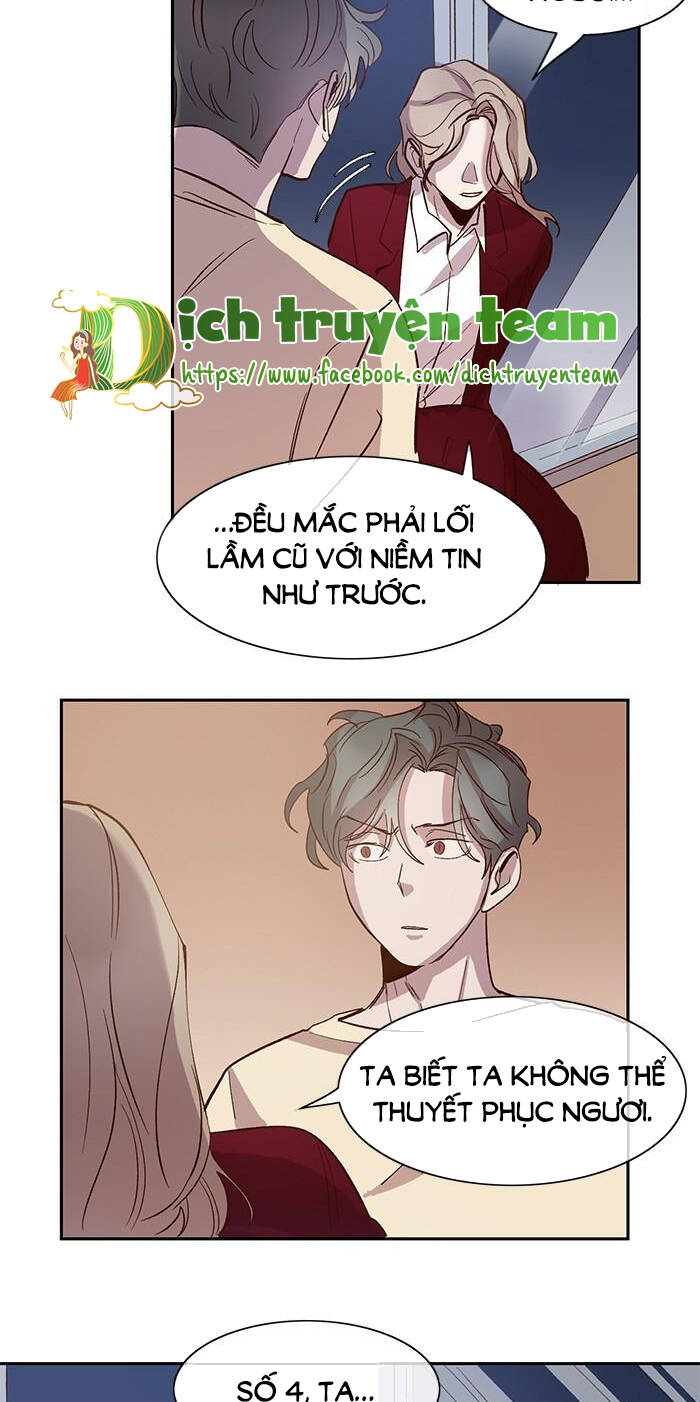 Dịch truyện team
https://www.facebook.com/dichtruyenteam
...ĐỀU MẮC PHẢI LỐI
LẦM CŨ VỚI NIỀM TIN
NHƯ TRƯỚC.
TA BIẾT TA KHÔNG THỂ
THUYẾT PHỤC NGƯƠI.
SỐ 4, TA...